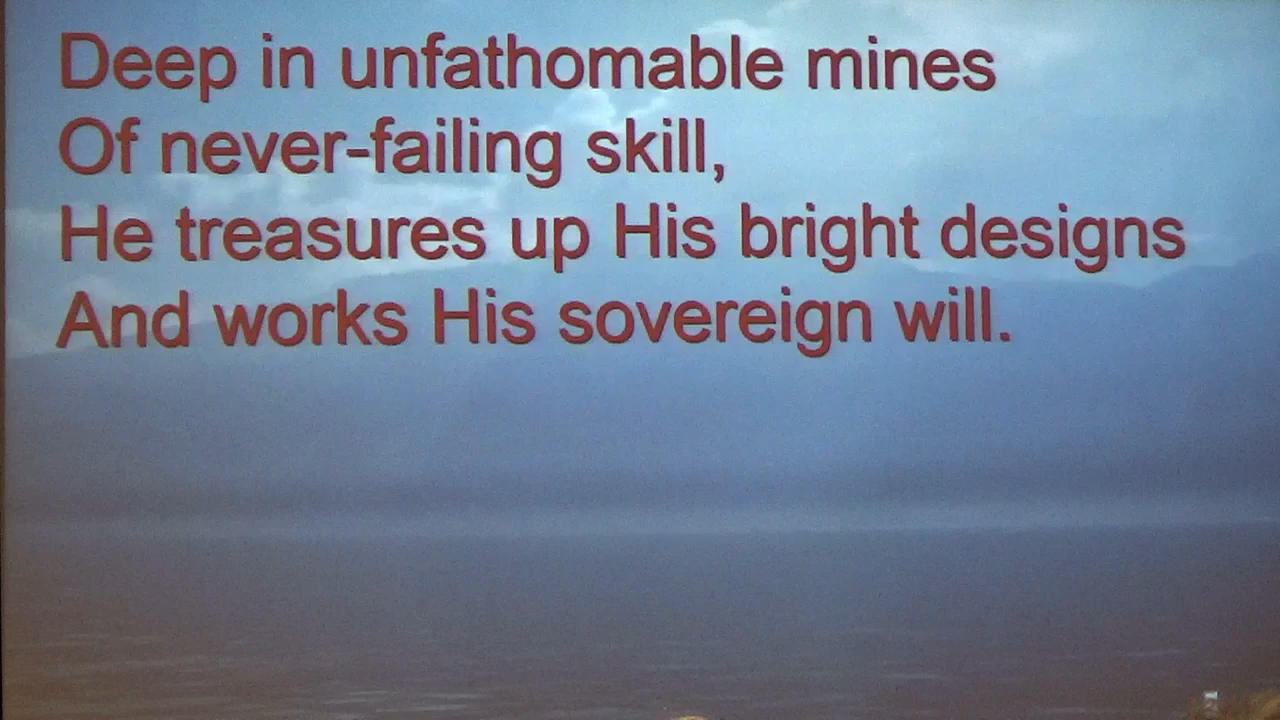 Deep in unfathomable mines
Of never-failing skill,
He treasures up His bright designs
And works His sovereign will.